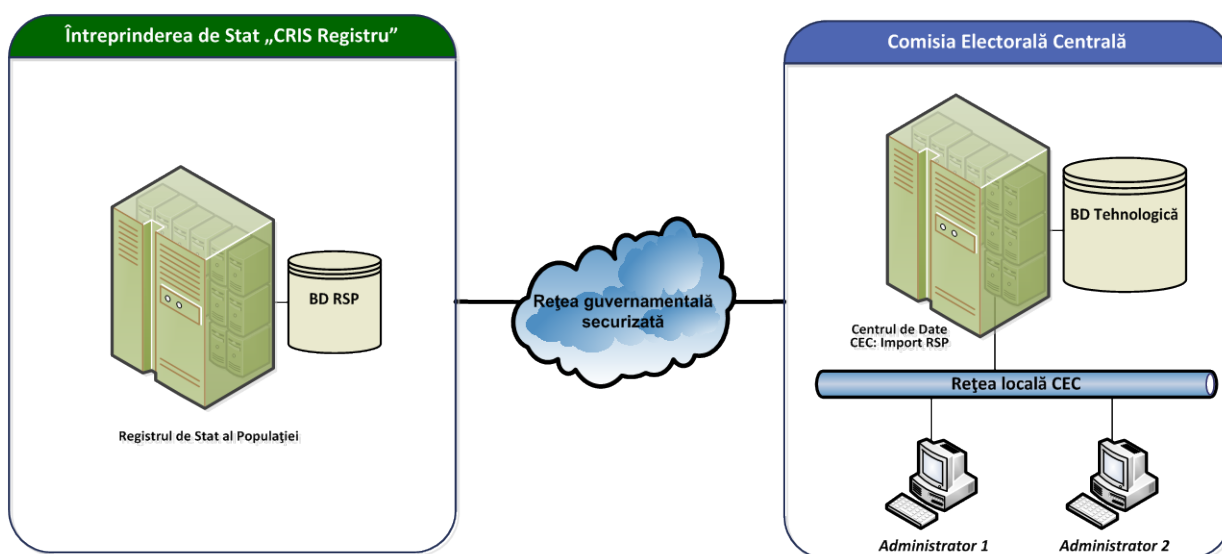 Întreprinderea de Stat „CRIS Registru”
BD RSP
Registrul de Stat al Populaţiei
Reţea guvernamentală
securizată
Comisia Electorală Centrală
BD Tehnologică
Centrul de Date
CEC: Import RSP
Reţea locală CEC
Administrator 1
Administrator 2